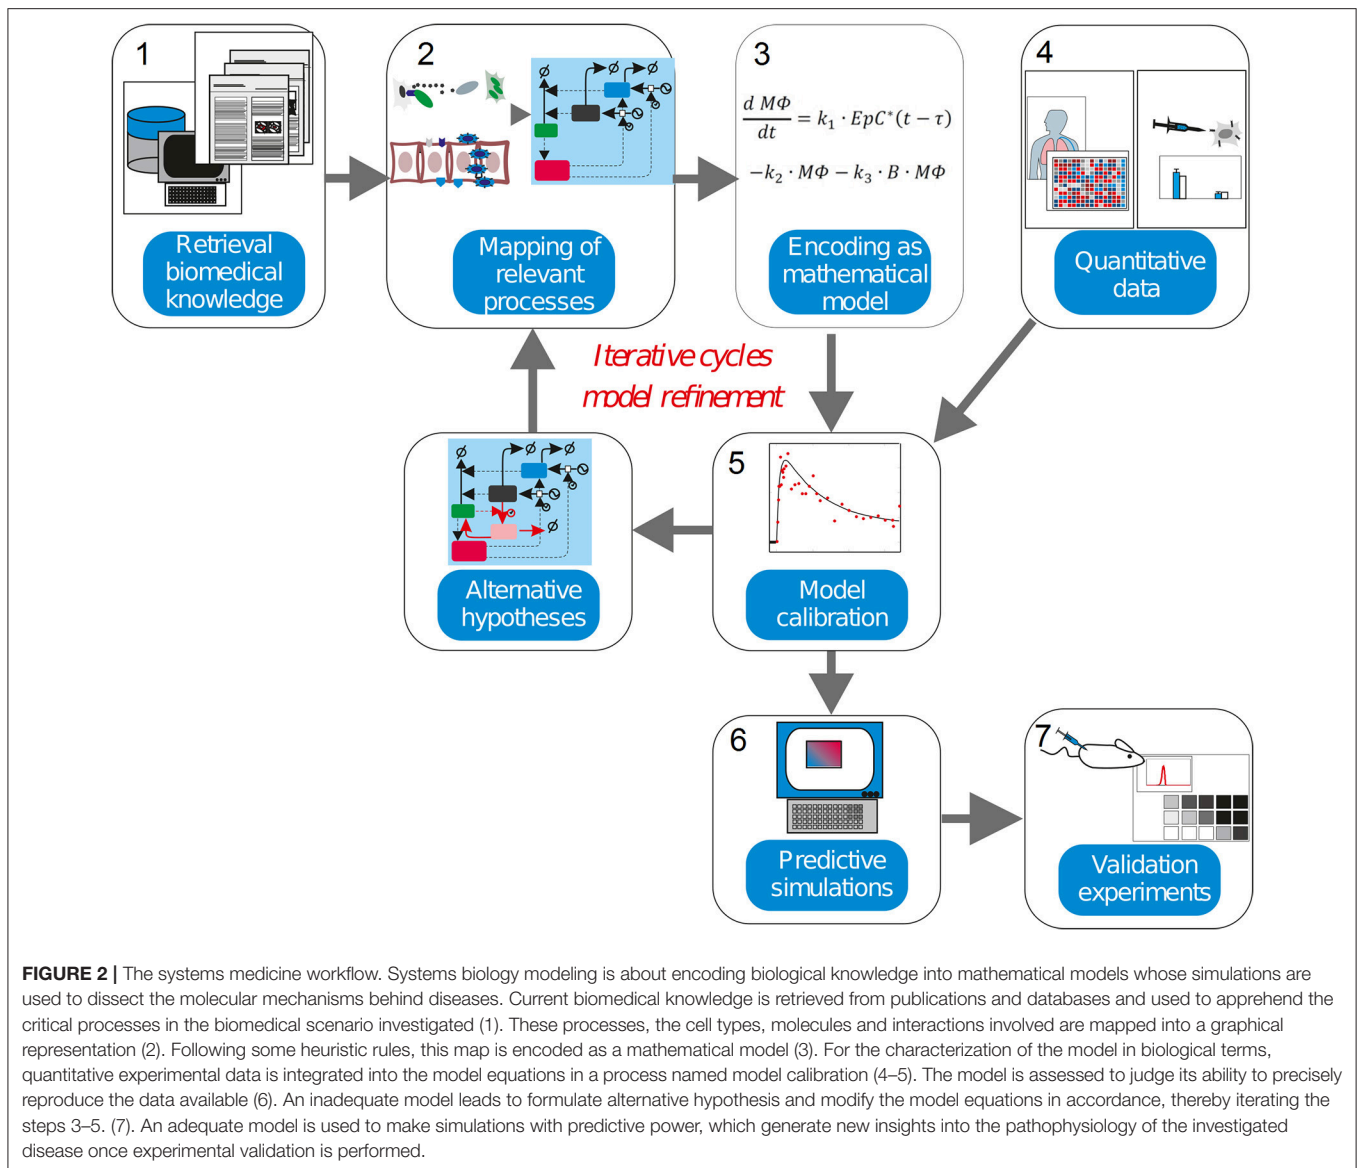 1
Retrieval
biomedical
knowledge
2
Mapping of
relevant
processes
3
d MΦ
dt
= k₁ · EpC*(t − τ)
−k₂ · MΦ − k₃ · B · MΦ
Encoding as
mathematical
model
4
Quantitative
data
Iterative cycles
model refinement
Alternative
hypotheses
5
Model
calibration
6
Predictive
simulations
7
Validation
experiments
FIGURE 2 | The systems medicine workflow. Systems biology modeling is about encoding biological knowledge into mathematical models whose simulations are
used to dissect the molecular mechanisms behind diseases. Current biomedical knowledge is retrieved from publications and databases and used to apprehend the
critical processes in the biomedical scenario investigated (1). These processes, the cell types, molecules and interactions involved are mapped into a graphical
representation (2). Following some heuristic rules, this map is encoded as a mathematical model (3). For the characterization of the model in biological terms,
quantitative experimental data is integrated into the model equations in a process named model calibration (4–5). The model is assessed to judge its ability to precisely
reproduce the data available (6). An inadequate model leads to formulate alternative hypothesis and modify the model equations in accordance, thereby iterating the
steps 3–5. (7). An adequate model is used to make simulations with predictive power, which generate new insights into the pathophysiology of the investigated
disease once experimental validation is performed.